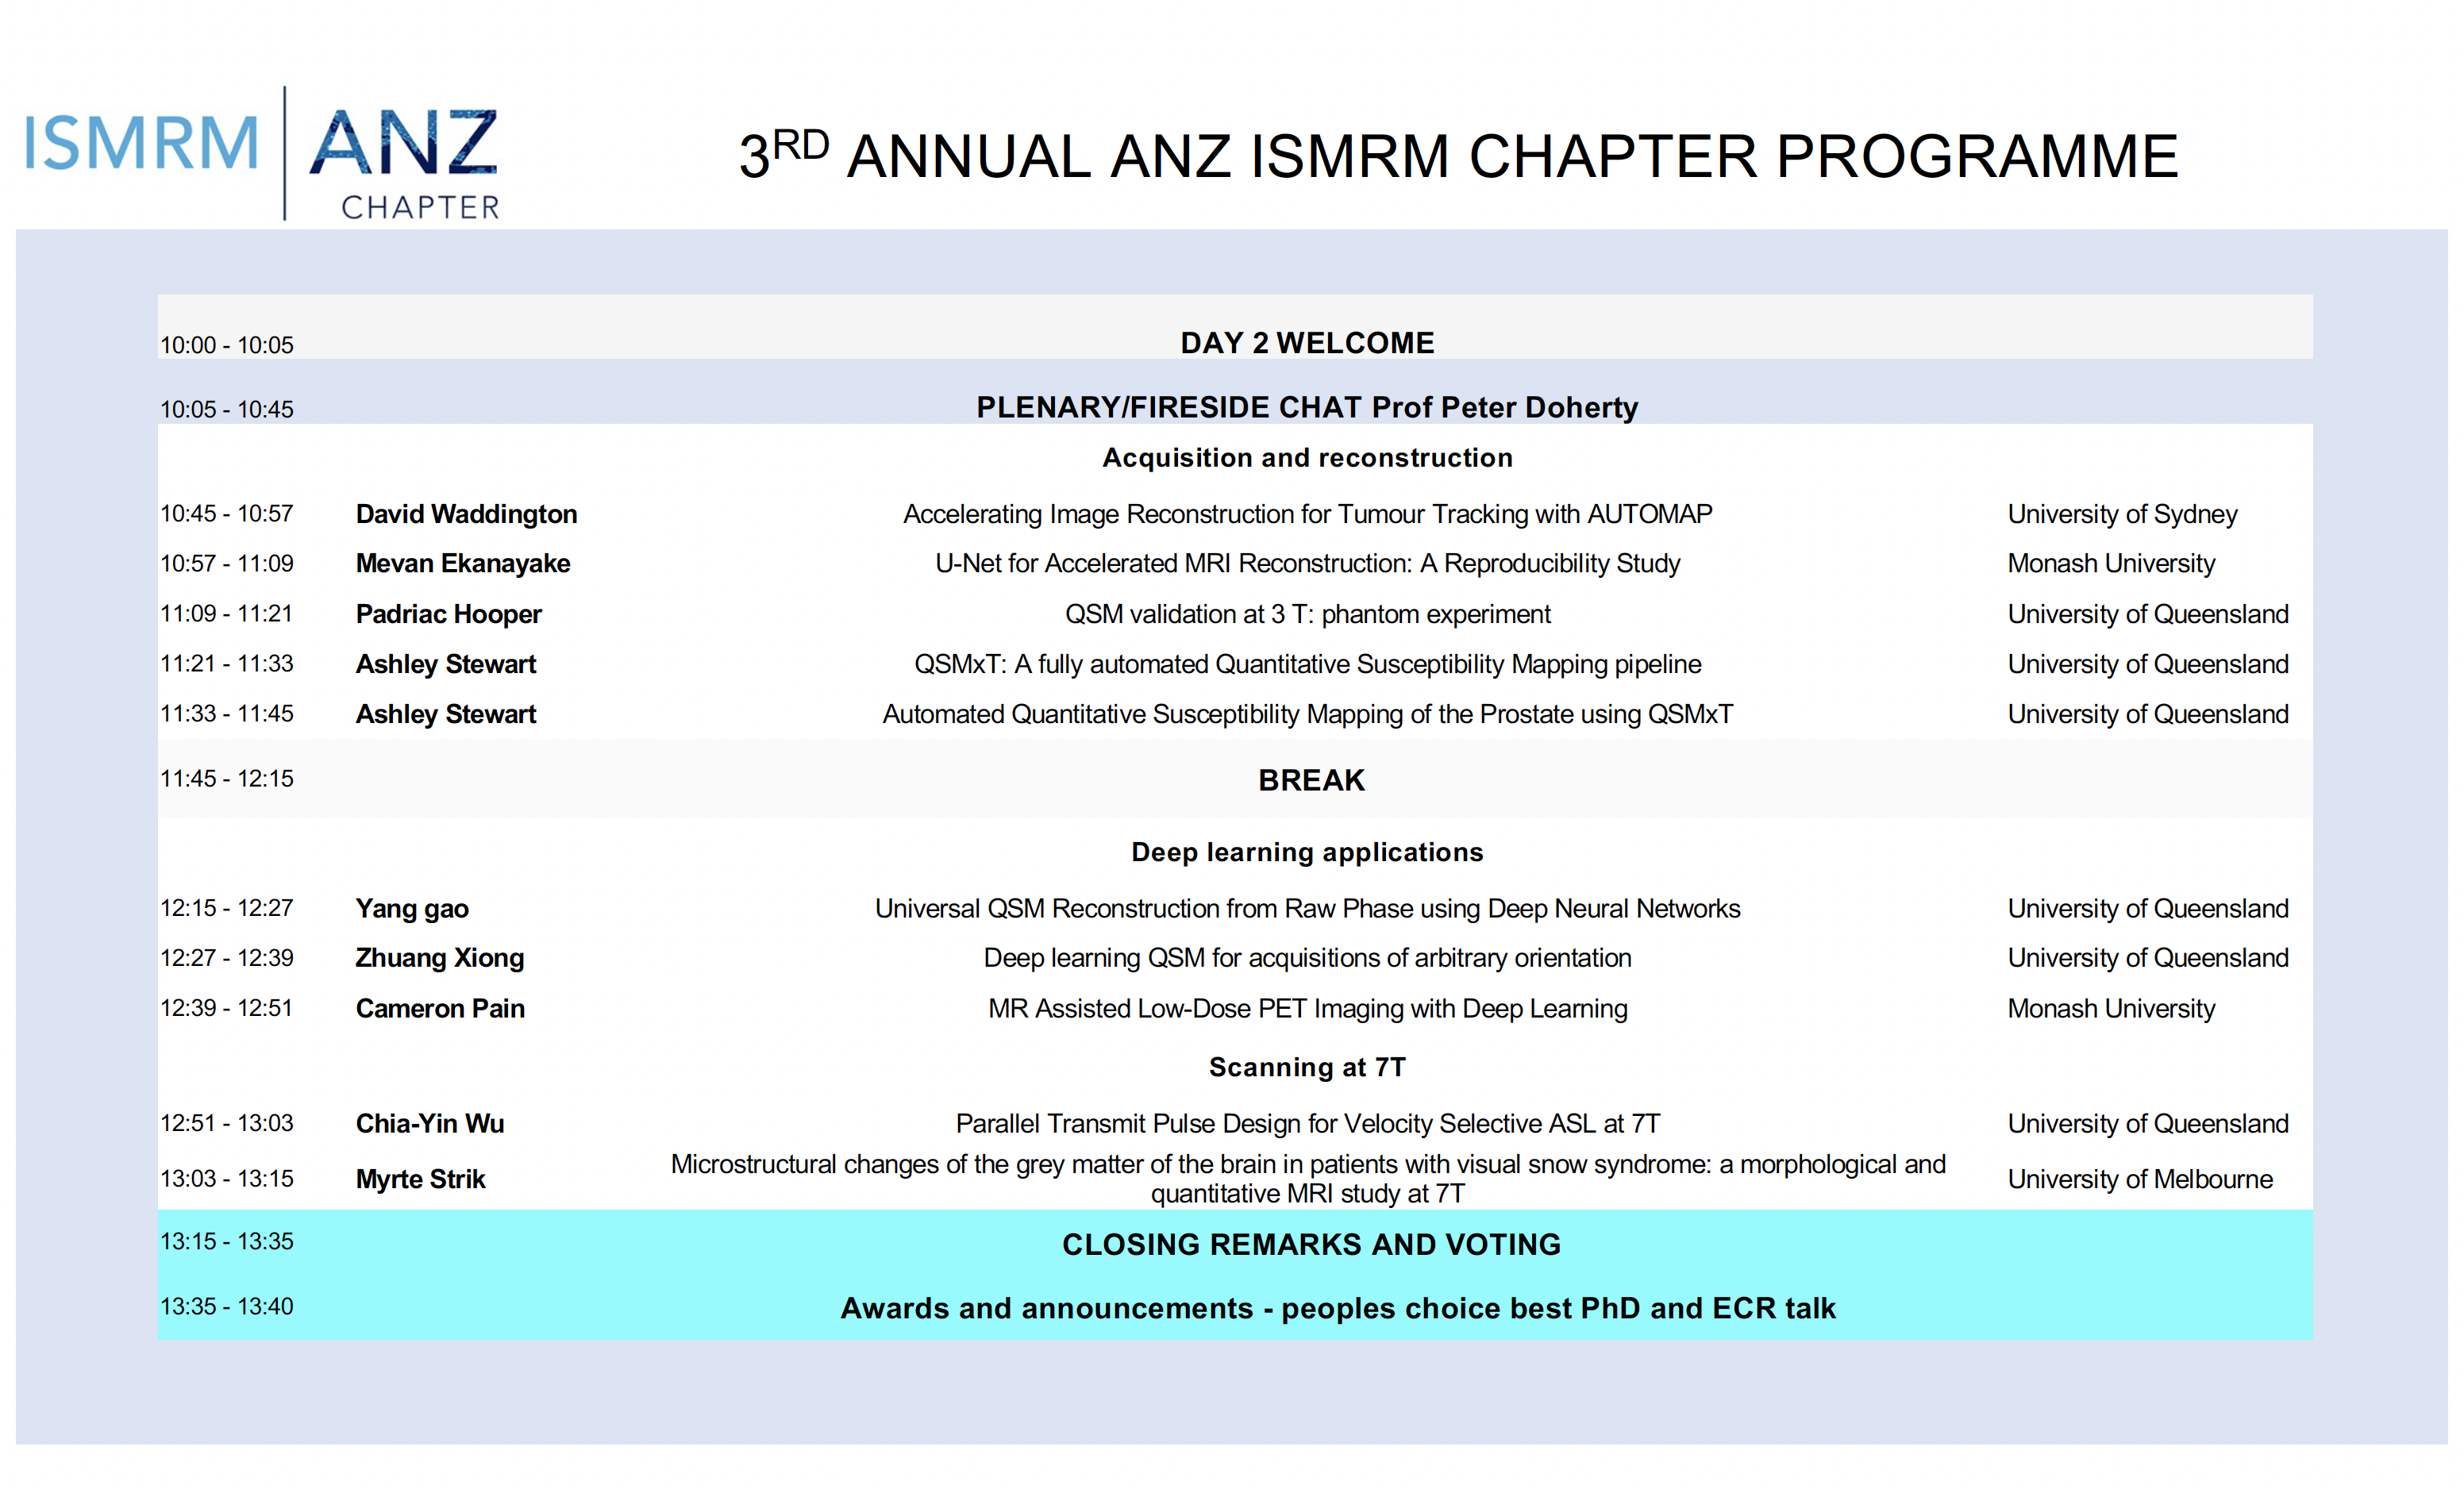 ISMRM ANZ
CHAPTER
3RD ANNUAL ANZ ISMRM CHAPTER PROGRAMME
10:00 - 10:05 DAY 2 WELCOME
10:05 - 10:45 PLENARY/FIRESIDE CHAT Prof Peter Doherty
Acquisition and reconstruction
10:45 - 10:57 David Waddington Accelerating Image Reconstruction for Tumour Tracking with AUTOMAP University of Sydney
10:57 - 11:09 Mevan Ekanayake U-Net for Accelerated MRI Reconstruction: A Reproducibility Study Monash University
11:09 - 11:21 Padriac Hooper QSM validation at 3 T: phantom experiment University of Queensland
11:21 - 11:33 Ashley Stewart QSMxT: A fully automated Quantitative Susceptibility Mapping pipeline University of Queensland
11:33 - 11:45 Ashley Stewart Automated Quantitative Susceptibility Mapping of the Prostate using QSMxT University of Queensland
11:45 - 12:15 BREAK
Deep learning applications
12:15 - 12:27 Yang gao Universal QSM Reconstruction from Raw Phase using Deep Neural Networks University of Queensland
12:27 - 12:39 Zhuang Xiong Deep learning QSM for acquisitions of arbitrary orientation University of Queensland
12:39 - 12:51 Cameron Pain MR Assisted Low-Dose PET Imaging with Deep Learning Monash University
Scanning at 7T
12:51 - 13:03 Chia-Yin Wu Parallel Transmit Pulse Design for Velocity Selective ASL at 7T University of Queensland
13:03 - 13:15 Myrte Strik Microstructural changes of the grey matter of the brain in patients with visual snow syndrome: a morphological and
quantitative MRI study at 7T University of Melbourne
13:15 - 13:35 CLOSING REMARKS AND VOTING
13:35 - 13:40 Awards and announcements - peoples choice best PhD and ECR talk